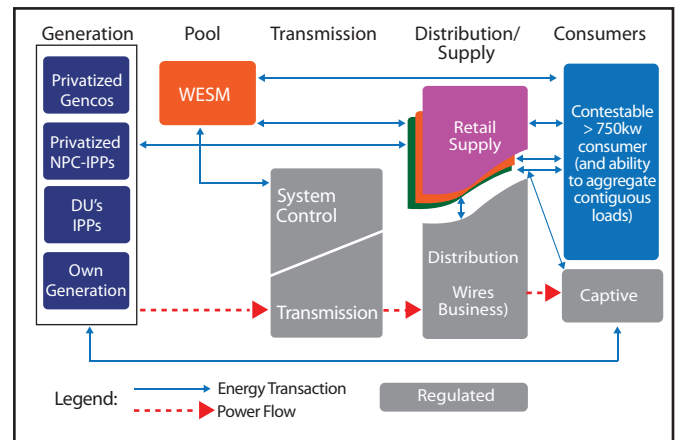 Generation
Pool
Transmission
Distribution/
Supply
Consumers
Privatized
Gencos
Privatized
NPC-IPPs
DU's
IPPs
Own
Generation
WESM
System
Control
Transmission
Retail
Supply
Distribution
Wires
Business)
Contestable
> 750kw
consumer
(and ability
to aggregate
contiguous
loads)
Captive
Legend:
Energy Transaction
Power Flow
Regulated